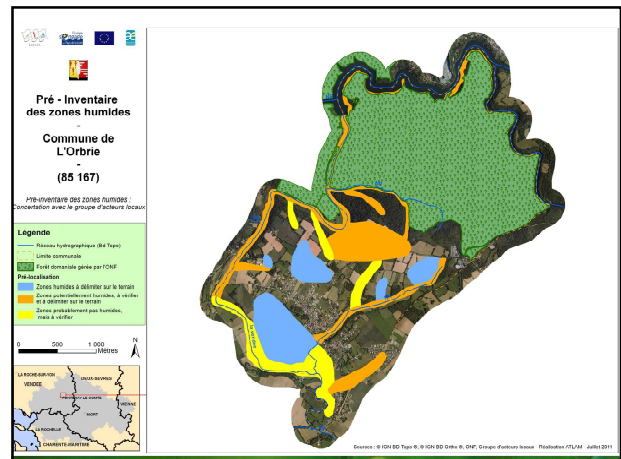 Pré - Inventaire
des zones humides
-
Commune de
L'Orbrie
-
(85 167)
Pré-inventaire des zones humides :
Concertation avec le groupe d'acteurs locaux
Légende
Réseau hydrographique (Bd Topo)
Limite communale
Forêt domaniale gérée par l'ONF
Pré-localisation
Zones humides à délimiter sur le terrain
Zones potentiellement humides, à vérifier
et à délimiter sur le terrain
Zones probablement pas humides,
mais à vérifier
0 500 1 000
Mètres
N
LA ROCHE-SUR-YON
DEUX-SEVRES
VENDEE
VIENNE
NIORT
LA ROCHELLE
CHARENTE-MARITIME
Sources : © IGN BD Topo ®, © IGN BD Ortho ®, ONF, Groupe d'acteurs locaux Réalisation ATLAM Juillet 2011